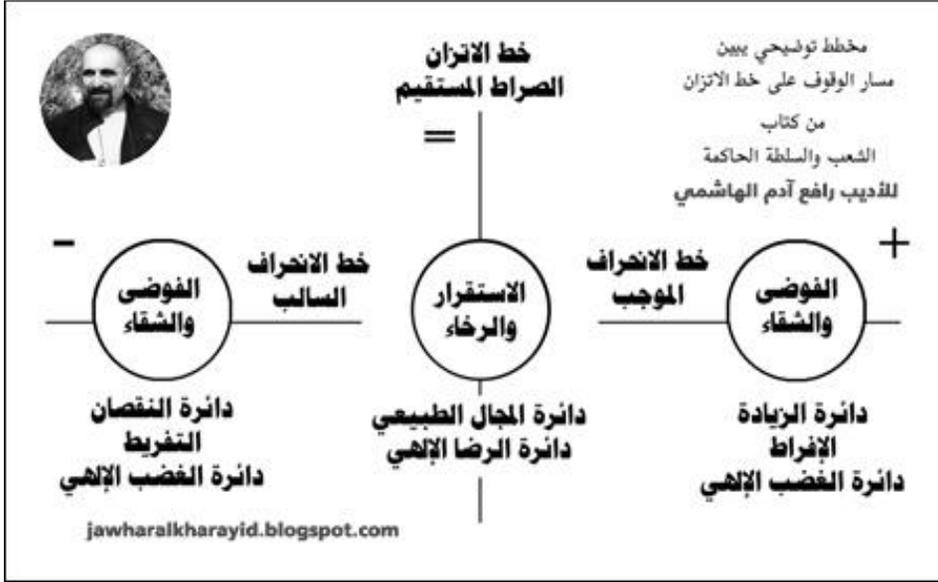 مخطط توضيحي يبين
مسار الوقوف على خط الاتزان
من كتاب
الشعب والسلطة الحاكمة
للأديب رافع آدم الهاشمي
خط الاتزان
الصراط المستقيم
=
+
الفوضى
والشقاء
خط الانحراف
الموجب
الاستقرار
والرخاء
خط الانحراف
السالب
-
الفوضى
والشقاء
دائرة الزيادة
الإفراط
دائرة الغضب الإلهي
دائرة المجال الطبيعي
دائرة الرضا الإلهي
دائرة النقصان
التفريط
دائرة الغضب الإلهي
jawharalkharayid.blogspot.com